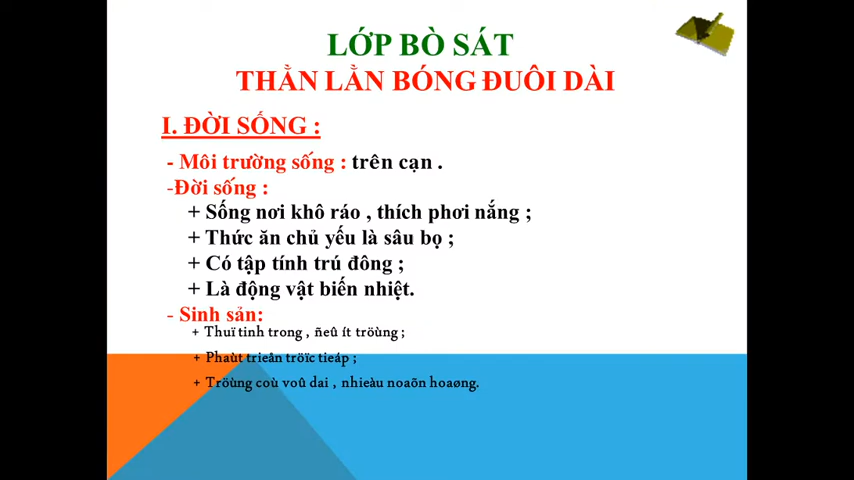 LỚP BÒ SÁT
THẰN LẰN BÓNG ĐUÔI DÀI
I. ĐỜI SỐNG :
- Môi trường sống : trên cạn .
-Đời sống :
+ Sống nơi khô ráo , thích phơi nắng ;
+ Thức ăn chủ yếu là sâu bọ ;
+ Có tập tính trú đông ;
+ Là động vật biến nhiệt.
- Sinh sản:
+ Thuï tinh trong , ñeû ít tröùng ;
+ Phaùt trieån tröïc tieáp ;
+ Tröùng coù voû dai , nhieàu noaõn hoaøng.